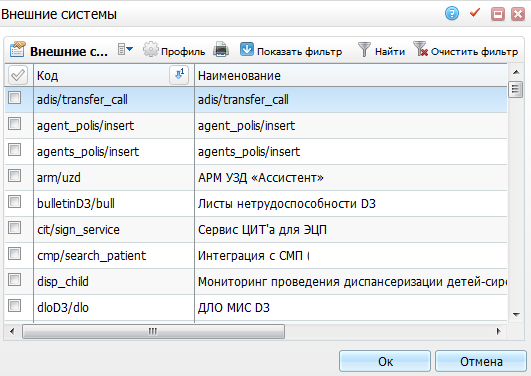 Внешние системы
Внешние с... Профиль Показать фильтр Найти Очистить фильтр
Код Наименование
adis/transfer_call adis/transfer_call
agent_polis/insert agent_polis/insert
agents_polis/insert agents_polis/insert
arm/uzd АРМ УЗД «Ассистент»
bulletinD3/bull Листы нетрудоспособности D3
cit/sign_service Сервис ЦИТ'а для ЭЦП
cmp/search_patient Интеграция с СМП (
disp_child Мониторинг проведения диспансеризации детей-сиро
dloD3/dlo ДЛО МИС D3
Ок Отмена